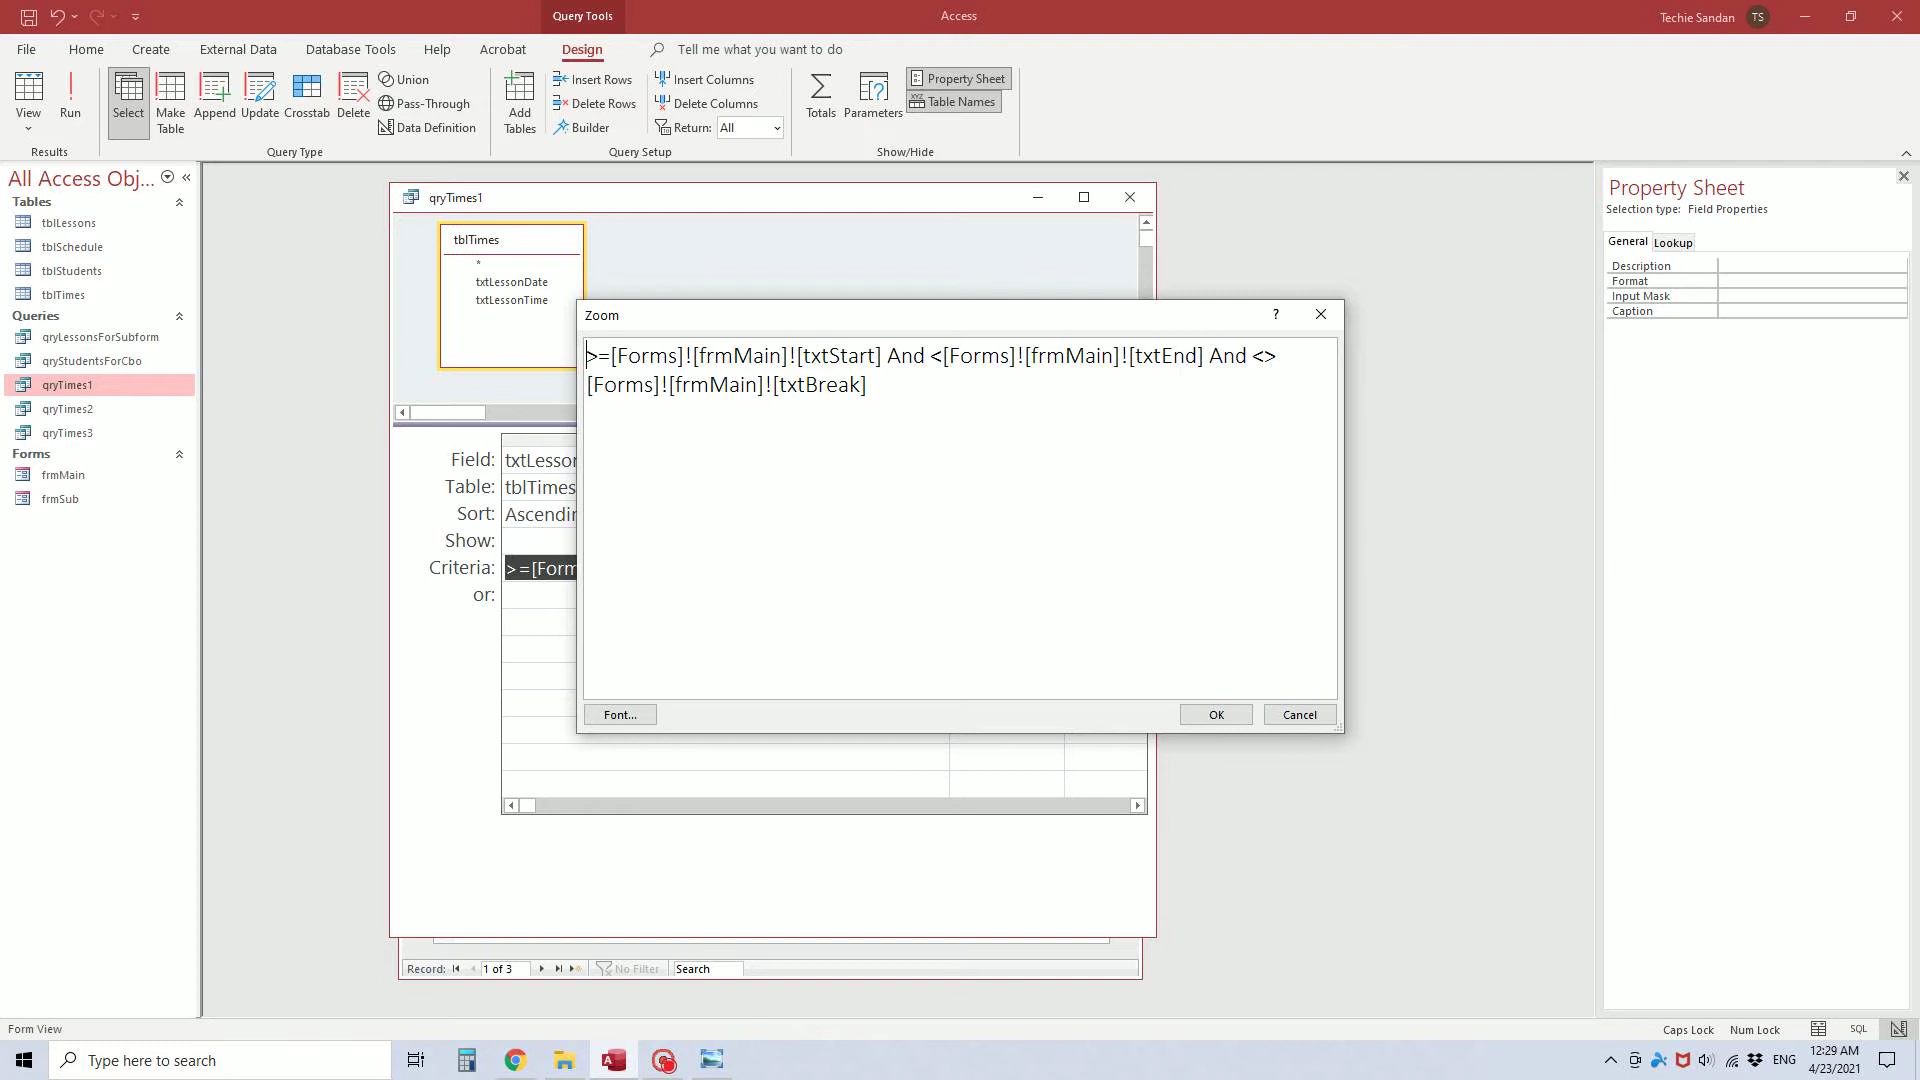 Query Tools
Access
Techie Sandan
TS
File
Home
Create
External Data
Database Tools
Help
Acrobat
Design
Tell me what you want to do
View
Run
Select
Make
Table
Append
Update
Crosstab
Delete
Union
Pass-Through
Data Definition
Add
Tables
Insert Rows
Delete Rows
Builder
Insert Columns
Delete Columns
Return: All
Totals
Parameters
Property Sheet
XYZ
Table Names
Results
Query Type
Query Setup
Show/Hide
All Access Obj...
Tables
tblLessons
tblSchedule
tblStudents
tblTimes
Queries
qryLessonsForSubform
qryStudentsForCbo
qryTimes1
qryTimes2
qryTimes3
Forms
frmMain
frmSub
qryTimes1
tblTimes
*
txtLessonDate
txtLessonTime
Field: txtLesson
Table: tblTimes
Sort: Ascendin
Show:
Criteria: >=[Form
or:
Zoom
>=[Forms]![frmMain]![txtStart] And <[Forms]![frmMain]![txtEnd] And <>
[Forms]![frmMain]![txtBreak]
Font...
OK
Cancel
Record: 1 of 3 No Filter Search
Property Sheet
Selection type: Field Properties
General Lookup
Description
Format
Input Mask
Caption
Form View
Caps Lock Num Lock SQL
Type here to search
ENG
12:29 AM
4/23/2021